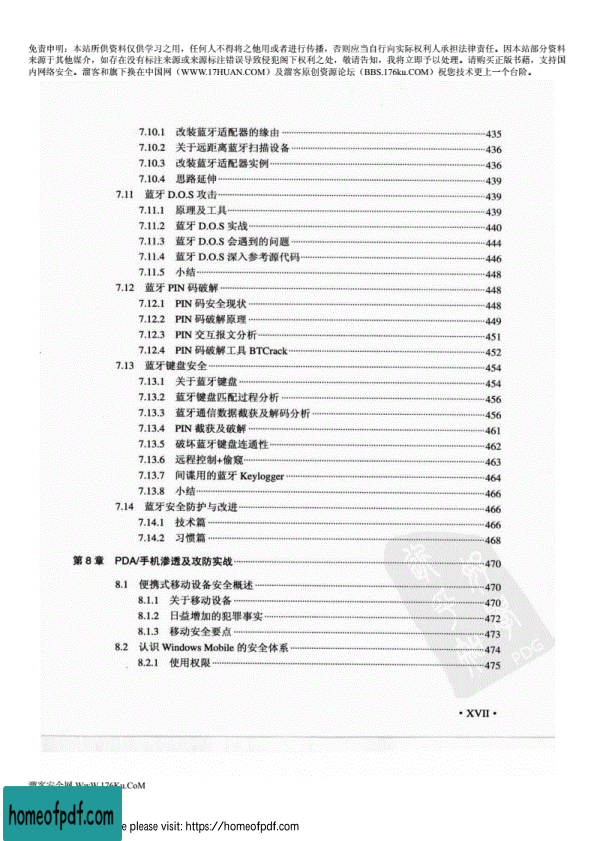 免责申明：本站所供资料仅供学习之用，任何人不得将之他用或者进行传播，否则应当自行向实际权利人承担法律责任。因本站部分资料
来源于其他媒介，如存在没有标注来源或来源标注错误导致侵犯阁下权利之处，敬请告知，我将立即予以处理。请购买正版书籍，支持国
内网络安全。溜客和旗下换在中国网（WWW.17HUAN.COM）及溜客原创资源论坛（BBS.176ku.COM）祝您技术更上一个台阶。
7.10.1 改装蓝牙适配器的缘由 435
7.10.2 关于远距离蓝牙扫描设备 436
7.10.3 改装蓝牙适配器实例 436
7.10.4 思路延伸 439
7.11 蓝牙 D.O.S 攻击 439
7.11.1 原理及工具 439
7.11.2 蓝牙 D.O.S 实战 440
7.11.3 蓝牙 D.O.S 会遇到的问题 444
7.11.4 蓝牙 D.O.S 深入参考源代码 446
7.11.5 小结 448
7.12 蓝牙 PIN 码破解 448
7.12.1 PIN 码安全现状 448
7.12.2 PIN 码破解原理 449
7.12.3 PIN 交互报文分析 451
7.12.4 PIN 码破解工具 BTCrack 452
7.13 蓝牙键盘安全 454
7.13.1 关于蓝牙键盘 454
7.13.2 蓝牙键盘匹配过程分析 456
7.13.3 蓝牙通信数据截获及解码分析 456
7.13.4 PIN 截获及破解 461
7.13.5 破坏蓝牙键盘连通性 462
7.13.6 远程控制+偷窥 463
7.13.7 间谍用的蓝牙 Keylogger 464
7.13.8 小结 466
7.14 蓝牙安全防护与改进 466
7.14.1 技术篇 466
7.14.2 习惯篇 468
第 8 章 PDA/手机渗透及攻防实战 470
8.1 便携式移动设备安全概述 470
8.1.1 关于移动设备 470
8.1.2 日益增加的犯罪事实 472
8.1.3 移动安全要点 473
8.2 认识 Windows Mobile 的安全体系 474
8.2.1 使用权限 475
PDG
• XVII •
溜客安全网 WwW.176Ku.CoM
homeofpdf.com
please visit: https://homeofpdf.com